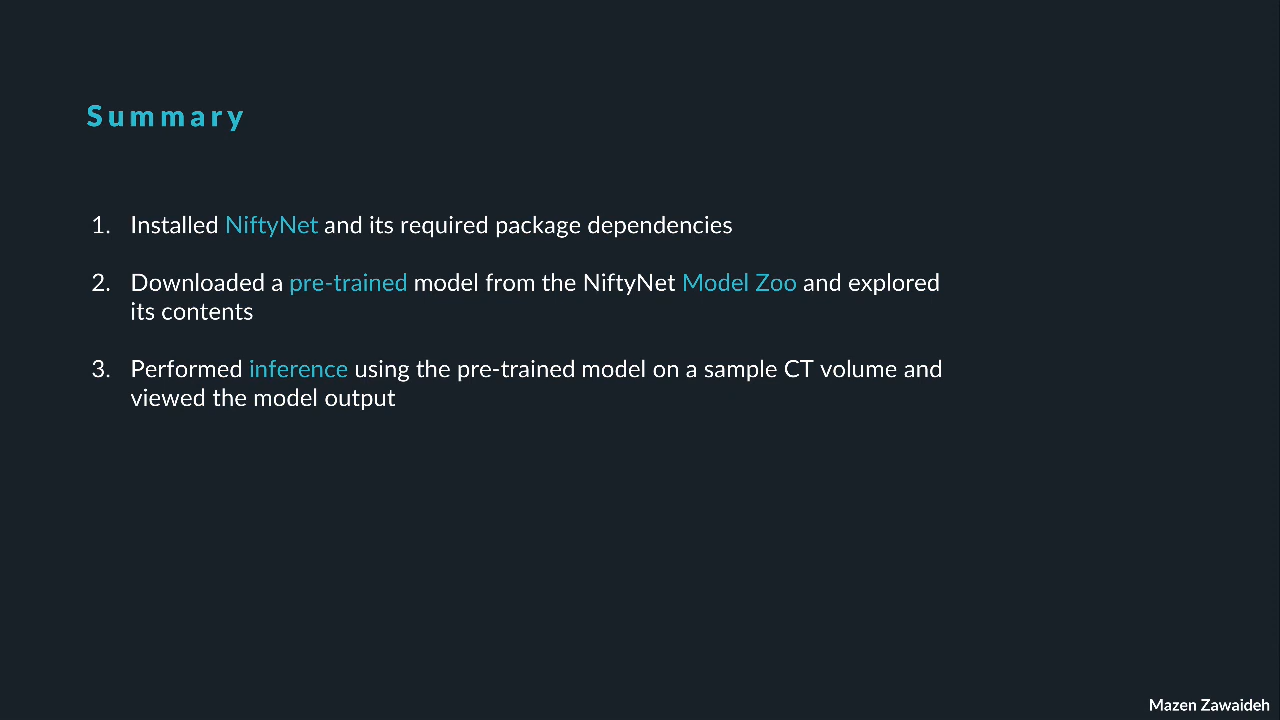 Summary
1. Installed NiftyNet and its required package dependencies
2. Downloaded a pre-trained model from the NiftyNet Model Zoo and explored
its contents
3. Performed inference using the pre-trained model on a sample CT volume and
viewed the model output
Mazen Zawaideh